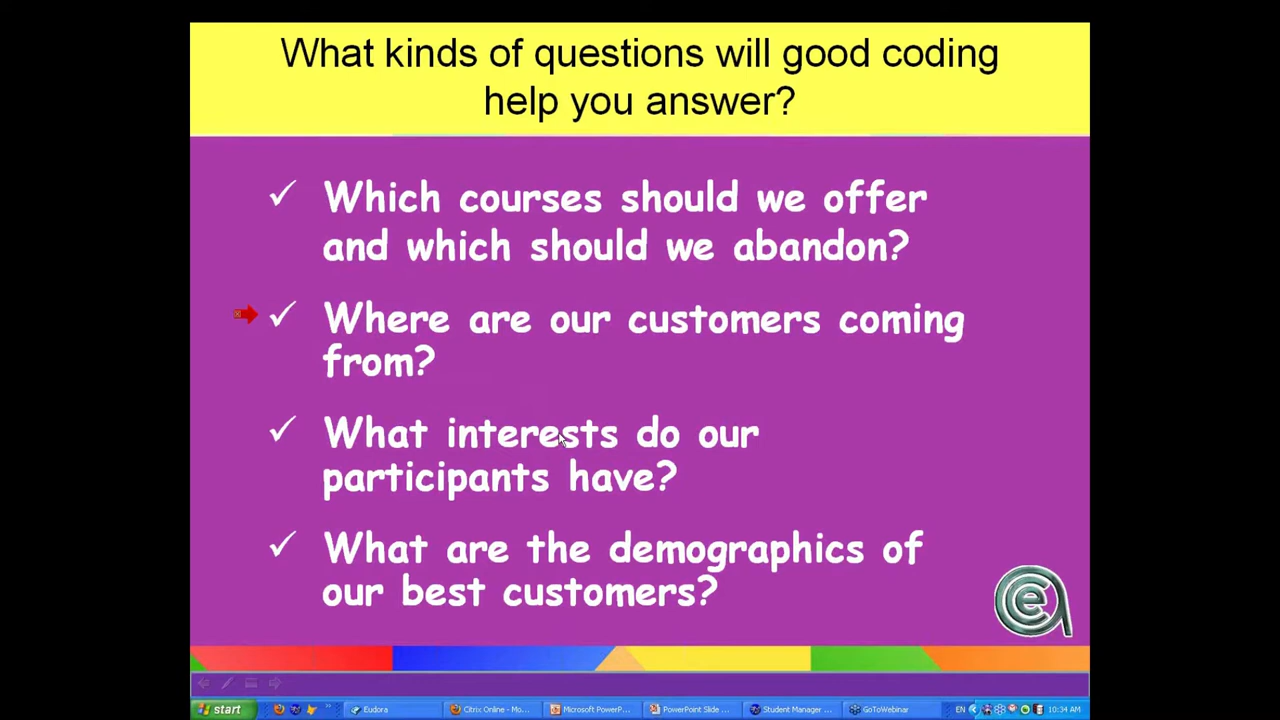 What kinds of questions will good coding
help you answer?
✓ Which courses should we offer
and which should we abandon?
✓ Where are our customers coming
from?
✓ What interests do our
participants have?
✓ What are the demographics of
our best customers?
start
Eudora
Citrix Online - Mo...
Microsoft PowerP...
PowerPoint Slide ...
Student Manager ...
GoToWebinar
EN
10:34 AM